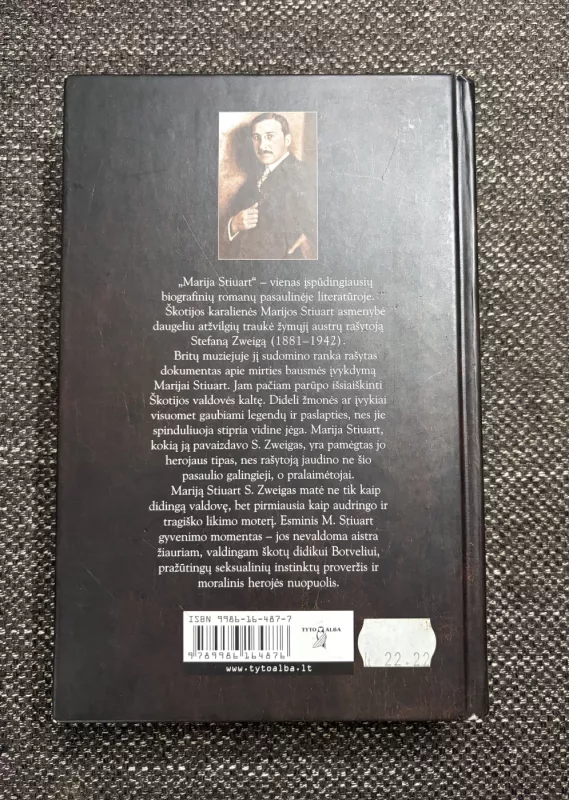 „Marija Stiuart“ – vienas įspūdingiausių
biografinių romanų pasaulinėje literatūroje.
Škotijos karalienės Marijos Stiuart asmenybė
daugeliu atžvilgių traukė žymųjį austrų rašytoją
Stefaną Zweigą (1881–1942).
Britų muziejuje jį sudomino ranka rašytas
dokumentas apie mirties bausmės įvykdymą
Marijai Stiuart. Jam pačiam parūpo išsiaiškinti
Škotijos valdovės kaltę. Dideli žmonės ar įvykiai
visuomet gaubiami legendų ir paslapties, nes jie
spinduliuoja stipria vidine jėga. Marija Stiuart,
kokią ją pavaizdavo S. Zweigas, yra pamėgtas jo
herojaus tipas, nes rašytoją jaudino ne šio
pasaulio galingieji, o pralaimėtojai.
Mariją Stiuart S. Zweigas matė ne tik kaip
didingą valdovę, bet pirmiausia kaip audringo ir
tragiško likimo moterį. Esminis M. Stiuart
gyvenimo momentas – jos nevaldoma aistra
žiauriam, valdingam škotų didikui Botveliui,
pražūtingų seksualinių instinktų proveržis ir
moralinis herojės nuopuolis.
ISBN 9986-16-487-7
TYTO ALBA
9 789986 164876
www.tytoalba.lt
22.22